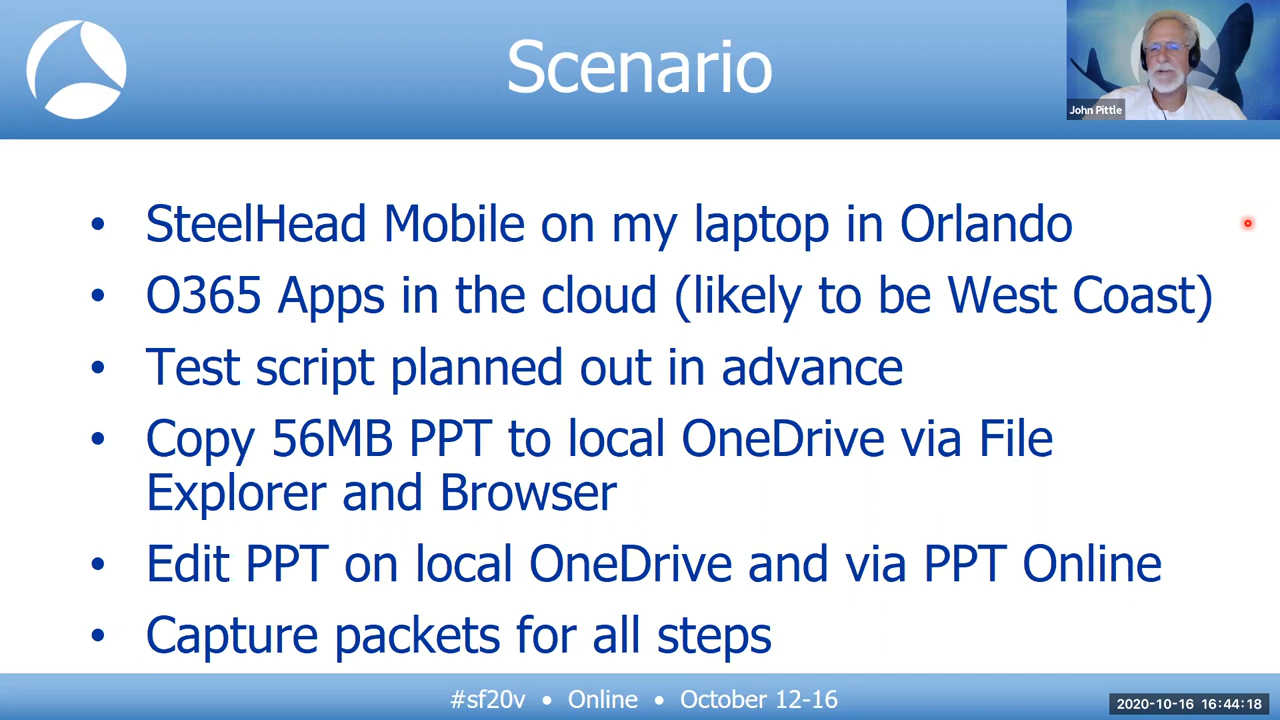 Scenario
John Pittle
• SteelHead Mobile on my laptop in Orlando
• O365 Apps in the cloud (likely to be West Coast)
• Test script planned out in advance
• Copy 56MB PPT to local OneDrive via File
Explorer and Browser
• Edit PPT on local OneDrive and via PPT Online
• Capture packets for all steps
#sf20v • Online • October 12-16
2020-10-16 16:44:18